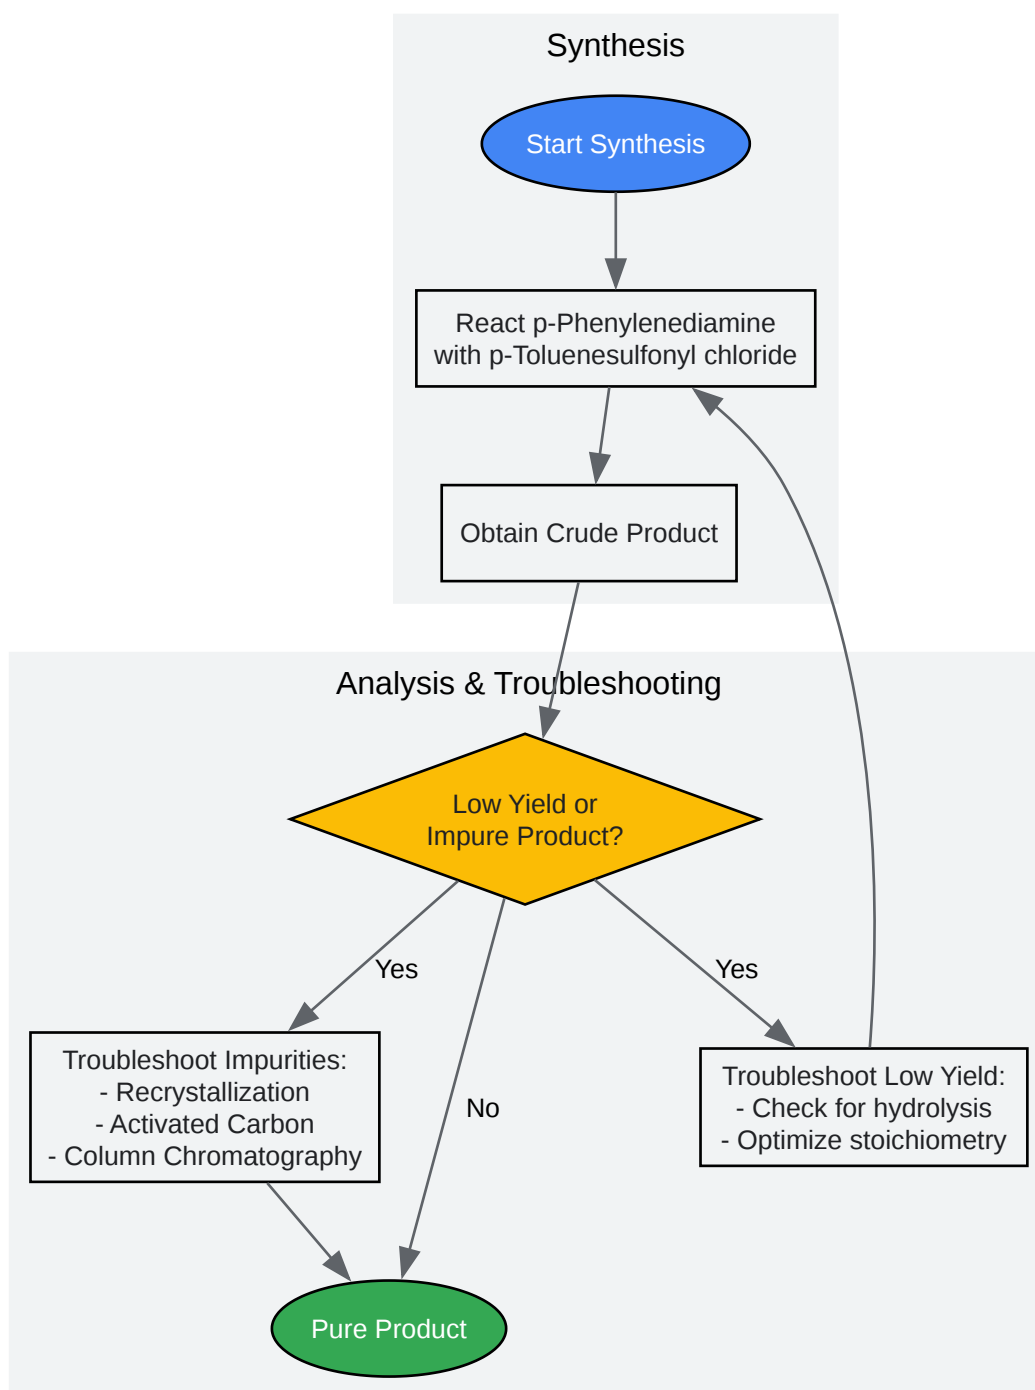 Synthesis
Start Synthesis
React p-Phenylenediamine
with p-Toluenesulfonyl chloride
Obtain Crude Product
Analysis & Troubleshooting
Low Yield or
Impure Product?
Yes
Yes
No
Troubleshoot Impurities:
- Recrystallization
- Activated Carbon
- Column Chromatography
Troubleshoot Low Yield:
- Check for hydrolysis
- Optimize stoichiometry
Pure Product